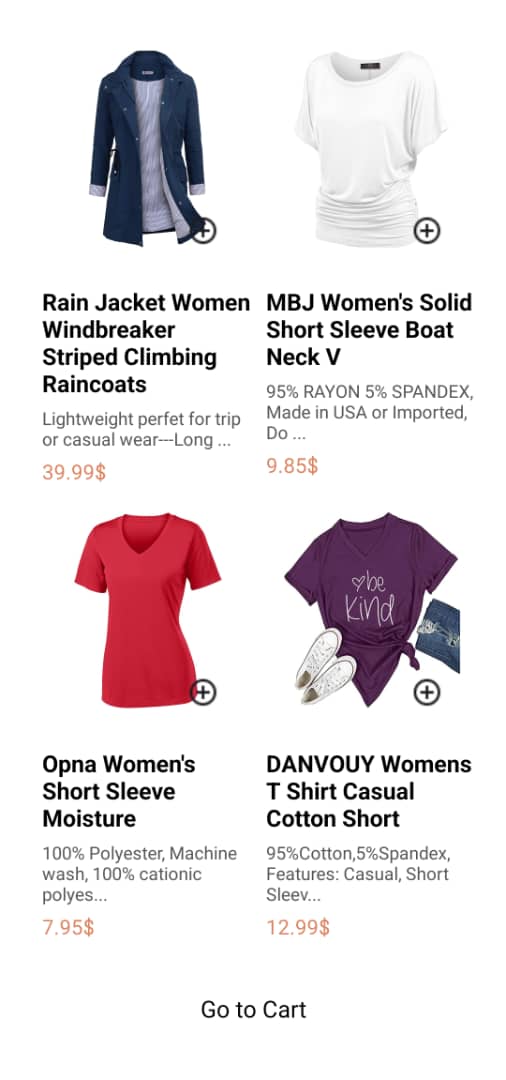 Rain Jacket Women
Windbreaker
Striped Climbing
Raincoats
Lightweight perfet for trip
or casual wear---Long ...
39.99$
MBJ Women's Solid
Short Sleeve Boat
Neck V
95% RAYON 5% SPANDEX,
Made in USA or Imported,
Do ...
9.85$
be
kind
Opna Women's
Short Sleeve
Moisture
100% Polyester, Machine
wash, 100% cationic
polyes...
7.95$
DANVOUY Womens
T Shirt Casual
Cotton Short
95%Cotton,5%Spandex,
Features: Casual, Short
Sleev...
12.99$
Go to Cart